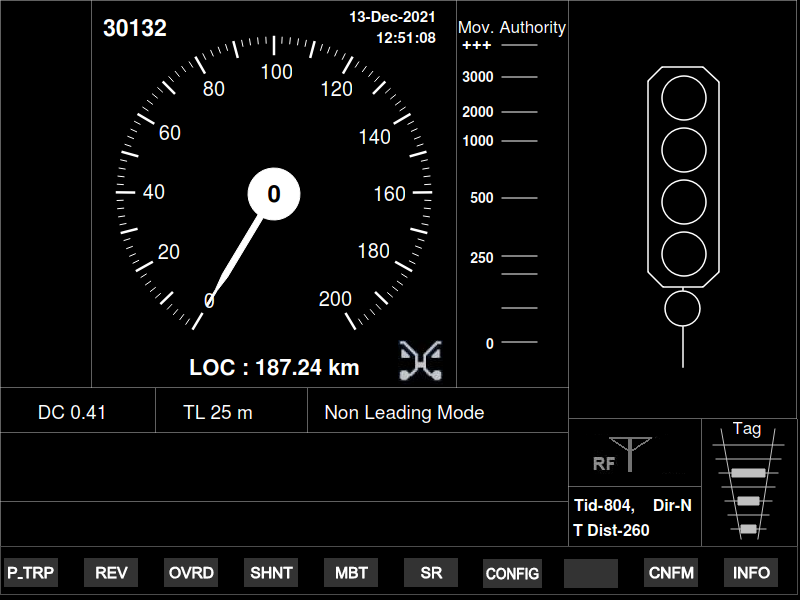 30132
13-Dec-2021
12:51:08
Mov. Authority
+++
3000
2000
1000
500
250
0
0
20
40
60
80
100
120
140
160
180
200
0
LOC : 187.24 km
DC 0.41
TL 25 m
Non Leading Mode
RF
Tag
Tid-804, Dir-N
T Dist-260
P_TRP
REV
OVRD
SHNT
MBT
SR
CONFIG
CNFM
INFO